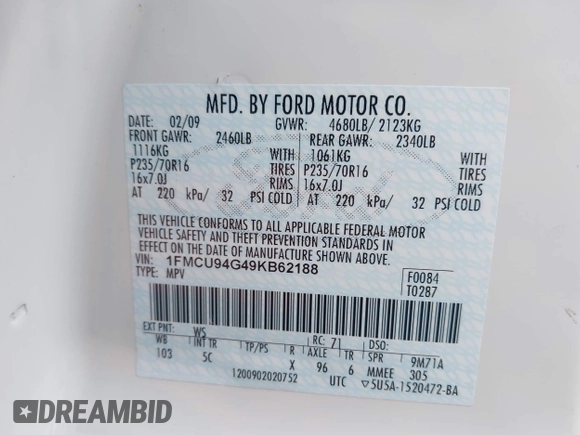 MFD. BY FORD MOTOR CO.
DATE: 02/09 GVWR: 4680LB/ 2123KG
FRONT GAWR: 2460LB REAR GAWR: 2340LB
1116KG 1061KG
P235/70R16 TIRES P235/70R16 TIRES
16x7.0J RIMS 16x7.0J RIMS
AT 220 kPa/ 32 PSI COLD AT 220 kPa/ 32 PSI COLD
THIS VEHICLE CONFORMS TO ALL APPLICABLE FEDERAL MOTOR
VEHICLE SAFETY AND THEFT PREVENTION STANDARDS IN
EFFECT ON THE DATE OF MANUFACTURE SHOWN ABOVE.
VIN: 1FMCU94G49KB62188
TYPE: MPV
F0084
T0287
EXT PNT: WS RC: 71 DSO:
WB INT TR TP/PS R AXLE TR SPR 9M71A
103 5C X 96 6 MMEE 305
1200902020752 UTC ▽5U5A-1520472-BA
DREAMBID